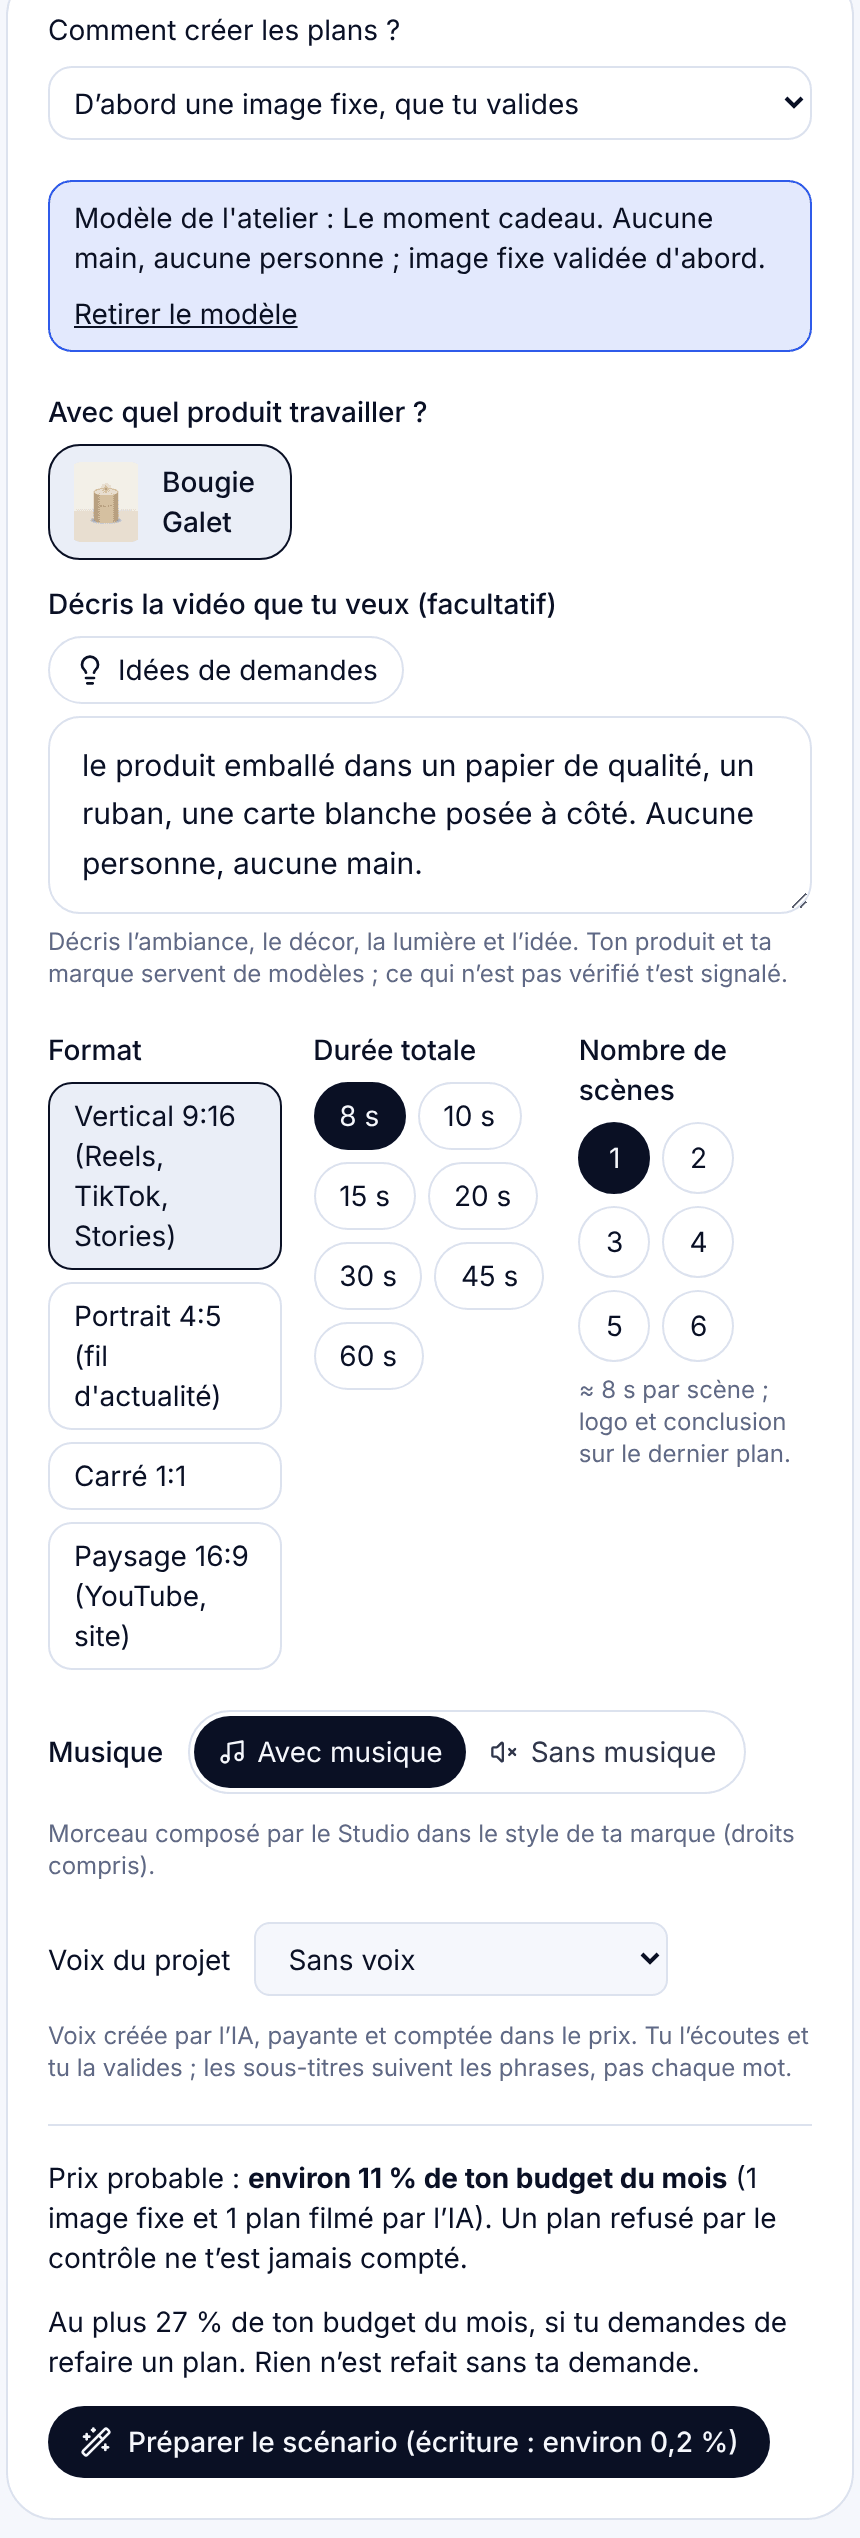 Comment créer les plans ?
D’abord une image fixe, que tu valides
Modèle de l'atelier : Le moment cadeau. Aucune
main, aucune personne ; image fixe validée d'abord.
Retirer le modèle
Avec quel produit travailler ?
Bougie
Galet
Décris la vidéo que tu veux (facultatif)
Idées de demandes
le produit emballé dans un papier de qualité, un
ruban, une carte blanche posée à côté. Aucune
personne, aucune main.
Décris l’ambiance, le décor, la lumière et l’idée. Ton produit et ta
marque servent de modèles ; ce qui n’est pas vérifié t’est signalé.
Format
Vertical 9:16
(Reels,
TikTok,
Stories)
Portrait 4:5
(fil
d'actualité)
Carré 1:1
Paysage 16:9
(YouTube,
site)
Durée totale
8 s
10 s
15 s
20 s
30 s
45 s
60 s
Nombre de
scènes
1
2
3
4
5
6
≈ 8 s par scène ;
logo et conclusion
sur le dernier plan.
Musique
Avec musique
Sans musique
Morceau composé par le Studio dans le style de ta marque (droits
compris).
Voix du projet
Sans voix
Voix créée par l’IA, payante et comptée dans le prix. Tu l’écoutes et
tu la valides ; les sous-titres suivent les phrases, pas chaque mot.
Prix probable : environ 11 % de ton budget du mois (1
image fixe et 1 plan filmé par l’IA). Un plan refusé par le
contrôle ne t’est jamais compté.
Au plus 27 % de ton budget du mois, si tu demandes de
refaire un plan. Rien n’est refait sans ta demande.
Préparer le scénario (écriture : environ 0,2 %)